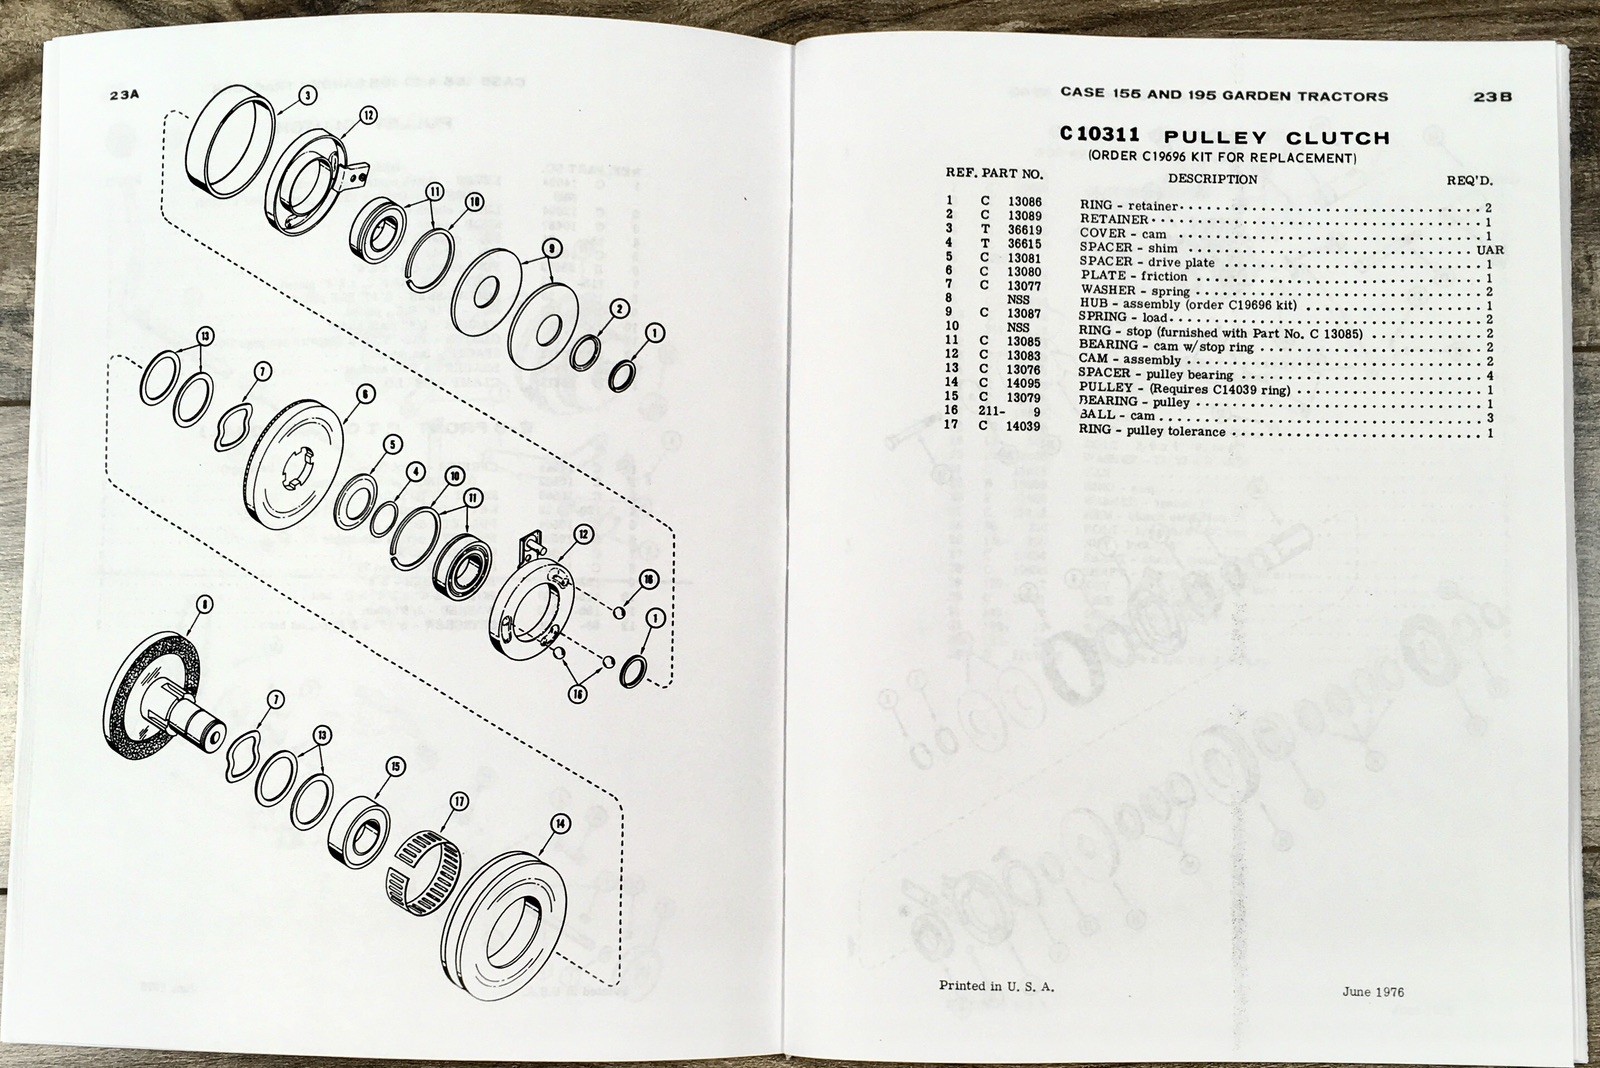 23A
3
12
11
10
9
2
1
13
7
6
5
4
10
11
12
16
1
16
8
7
13
15
17
14
CASE 155 AND 195 GARDEN TRACTORS 23B
C10311 PULLEY CLUTCH
(ORDER C19696 KIT FOR REPLACEMENT)
REF. PART NO. DESCRIPTION REQ'D.
1 C 13086 RING - retainer 2
2 C 13089 RETAINER 1
3 T 36619 COVER - cam 1
4 T 36615 SPACER - shim UAR
5 C 13081 SPACER - drive plate 1
6 C 13080 PLATE - friction 1
7 C 13077 WASHER - spring 2
8 NSS HUB - assembly (order C19696 kit) 1
9 C 13087 SPRING - load 2
10 NSS RING - stop (furnished with Part No. C 13085) 2
11 C 13085 BEARING - cam w/stop ring 2
12 C 13083 CAM - assembly 2
13 C 13076 SPACER - pulley bearing 4
14 C 14095 PULLEY - (Requires C14039 ring) 1
15 C 13079 BEARING - pulley 1
16 211- 9 BALL - cam 3
17 C 14039 RING - pulley tolerance 1
Printed in U. S. A. June 1976